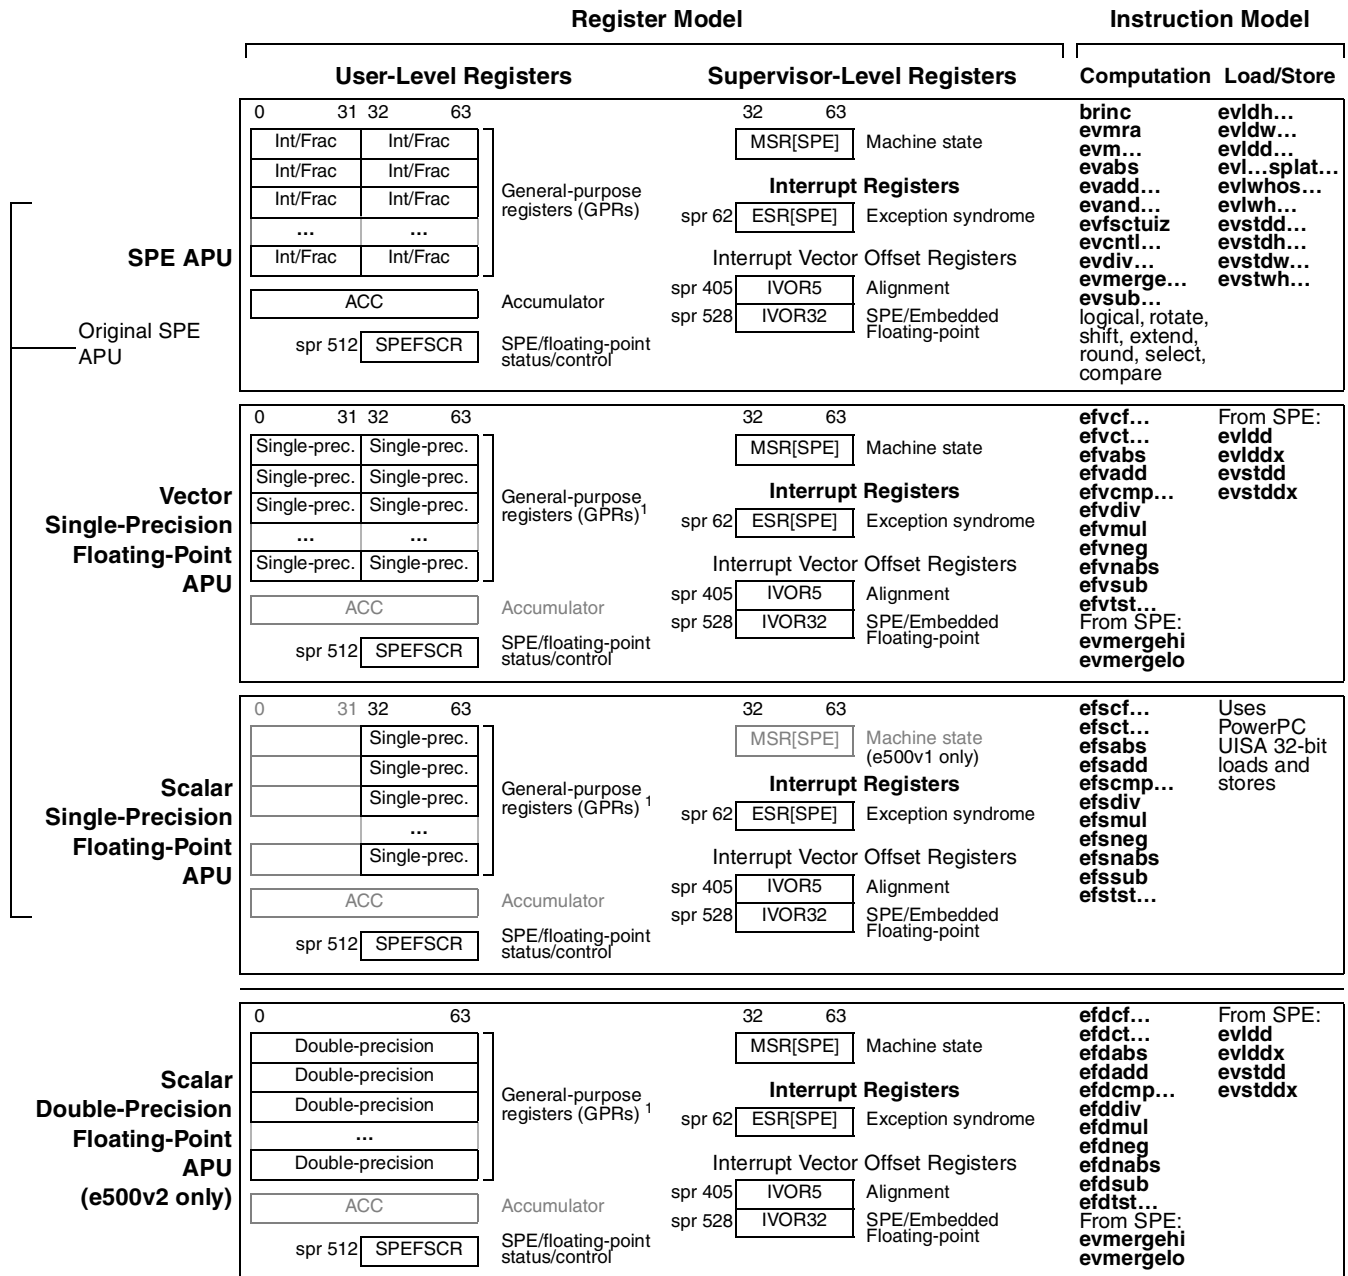 Register Model Instruction Model
User-Level Registers Supervisor-Level Registers Computation Load/Store
SPE APU
Original SPE
APU
0 31 32 63
Int/Frac Int/Frac
Int/Frac Int/Frac
Int/Frac Int/Frac
... ...
Int/Frac Int/Frac
General-purpose
registers (GPRs)
ACC Accumulator
spr 512 SPEFSCR SPE/floating-point
status/control
32 63
MSR[SPE] Machine state
Interrupt Registers
spr 62 ESR[SPE] Exception syndrome
Interrupt Vector Offset Registers
spr 405 IVOR5 Alignment
spr 528 IVOR32 SPE/Embedded
Floating-point
brinc
evmra
evm...
evabs
evadd...
evand...
evfsctuiz
evcntl...
evdiv...
evmerge...
evsub...
logical, rotate,
shift, extend,
round, select,
compare
evldh...
evldw...
evldd...
evl...splat...
evlwhos...
evlwh...
evstdd...
evstdh...
evstdw...
evstwh...
Vector
Single-Precision
Floating-Point
APU
0 31 32 63
Single-prec. Single-prec.
Single-prec. Single-prec.
Single-prec. Single-prec.
... ...
Single-prec. Single-prec.
General-purpose
registers (GPRs)1
ACC Accumulator
spr 512 SPEFSCR SPE/floating-point
status/control
32 63
MSR[SPE] Machine state
Interrupt Registers
spr 62 ESR[SPE] Exception syndrome
Interrupt Vector Offset Registers
spr 405 IVOR5 Alignment
spr 528 IVOR32 SPE/Embedded
Floating-point
efvcf...
efvct...
efvabs
efvadd
efvcmp...
efvdiv
efvmul
efvneg
efvnabs
efvsub
efvtst...
From SPE:
evmergehi
evmergelo
From SPE:
evldd
evlddx
evstdd
evstddx
Scalar
Single-Precision
Floating-Point
APU
0 31 32 63
Single-prec.
Single-prec.
Single-prec.
...
Single-prec.
General-purpose
registers (GPRs) 1
ACC Accumulator
spr 512 SPEFSCR SPE/floating-point
status/control
32 63
MSR[SPE] Machine state
(e500v1 only)
Interrupt Registers
spr 62 ESR[SPE] Exception syndrome
Interrupt Vector Offset Registers
spr 405 IVOR5 Alignment
spr 528 IVOR32 SPE/Embedded
Floating-point
efscf...
efsct...
efsabs
efsadd
efscmp...
efsdiv
efsmul
efsneg
efsnabs
efssub
efstst...
Uses
PowerPC
UISA 32-bit
loads and
stores
Scalar
Double-Precision
Floating-Point
APU
(e500v2 only)
0 63
Double-precision
Double-precision
Double-precision
...
Double-precision
General-purpose
registers (GPRs) 1
ACC Accumulator
spr 512 SPEFSCR SPE/floating-point
status/control
32 63
MSR[SPE] Machine state
Interrupt Registers
spr 62 ESR[SPE] Exception syndrome
Interrupt Vector Offset Registers
spr 405 IVOR5 Alignment
spr 528 IVOR32 SPE/Embedded
Floating-point
efdcf...
efdct...
efdabs
efdadd
efdcmp...
efddiv
efdmul
efdneg
efdnabs
efdsub
efdtst...
From SPE:
evmergehi
evmergelo
From SPE:
evldd
evlddx
evstdd
evstddx